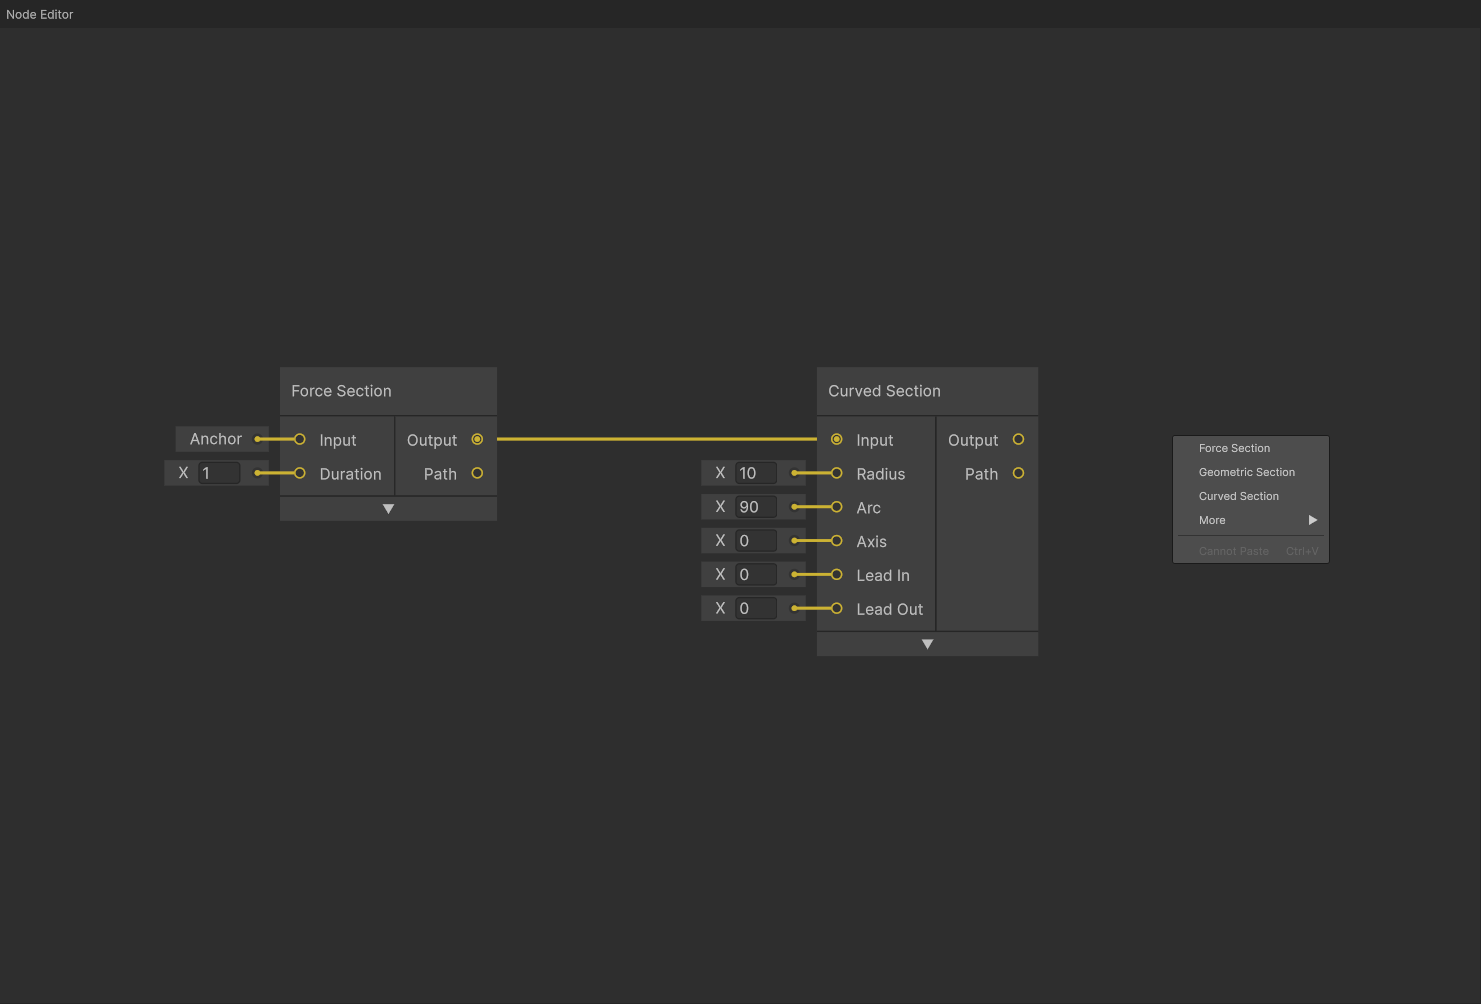 Node Editor
Force Section
Anchor
Input
Output
X 1
Duration
Path
Curved Section
Input
Output
X 10
Radius
Path
X 90
Arc
X 0
Axis
X 0
Lead In
X 0
Lead Out
Force Section
Geometric Section
Curved Section
More
Cannot Paste Ctrl+V